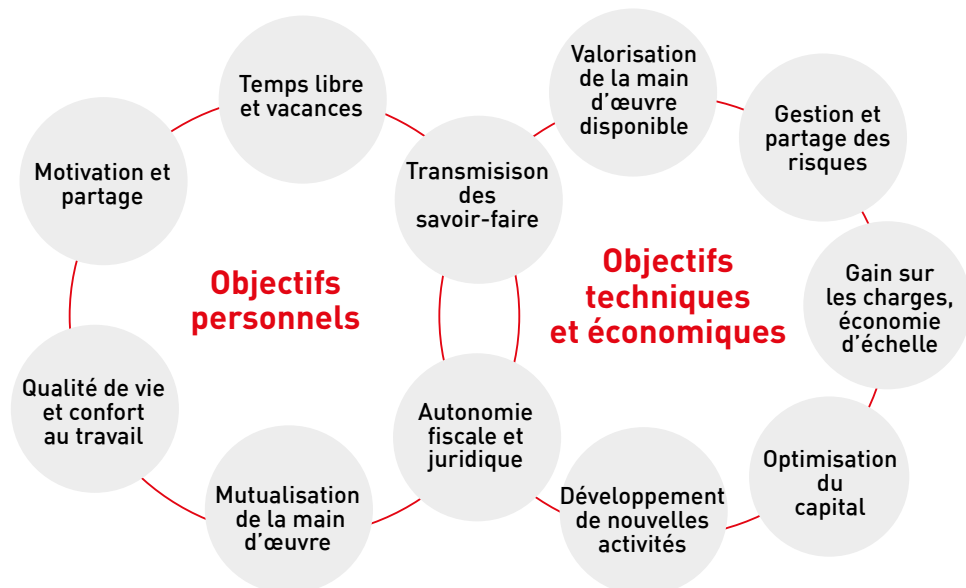 Temps libre
et vacances
Valorisation
de la main
d'œuvre
disponible
Gestion et
partage des
risques
Motivation et
partage
Transmisison
des
savoir-faire
Objectifs
personnels
Objectifs
techniques
et économiques
Gain sur
les charges,
économie
d'échelle
Qualité de vie
et confort
au travail
Autonomie
fiscale et
juridique
Optimisation
du
capital
Mutualisation
de la main
d'œuvre
Développement
de nouvelles
activités